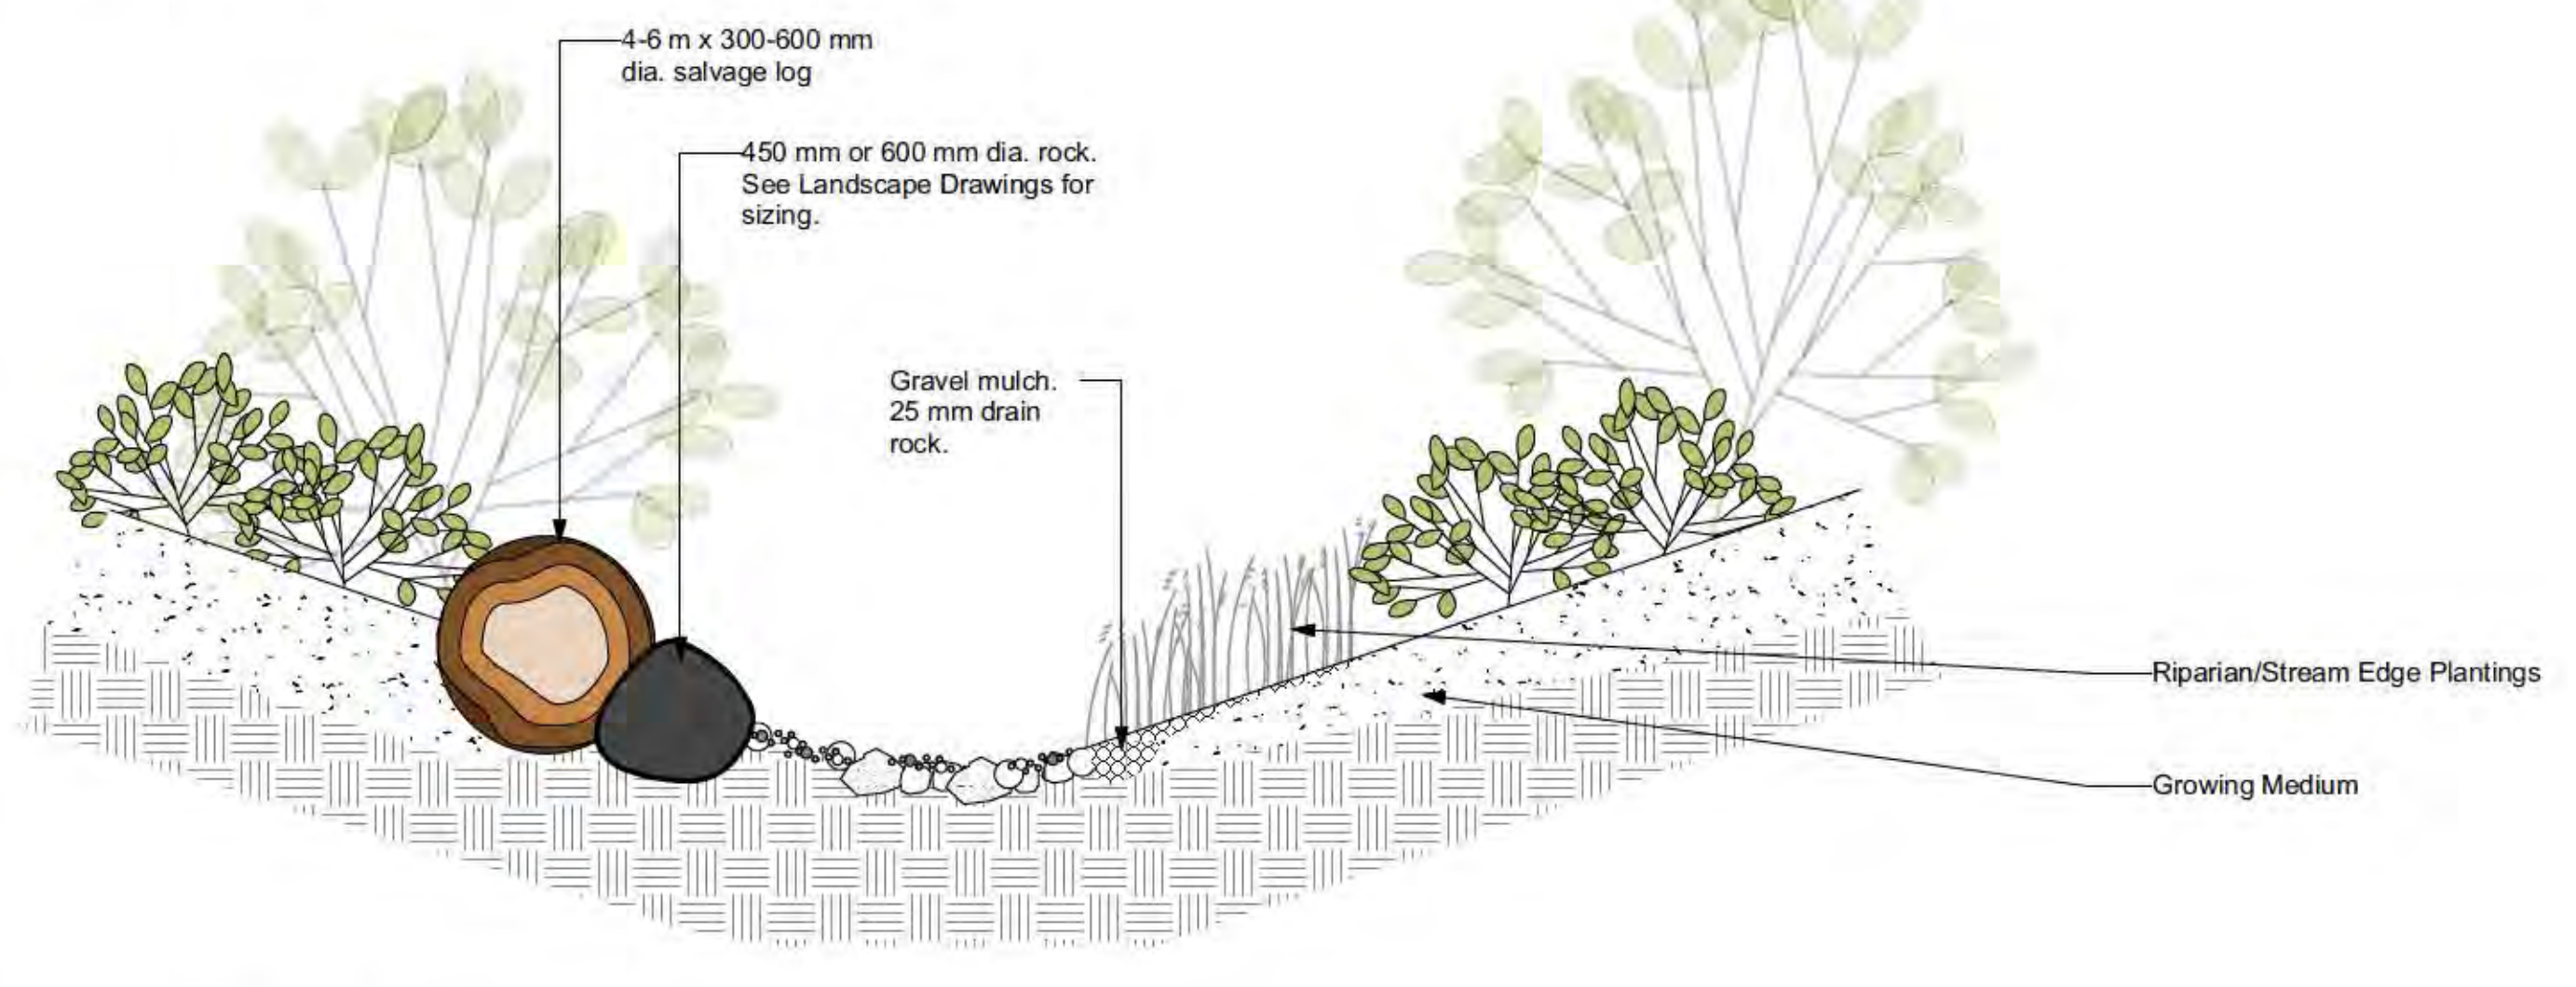 4-6 m x 300-600 mm
dia. salvage log
450 mm or 600 mm dia. rock.
See Landscape Drawings for
sizing.
Gravel mulch.
25 mm drain
rock.
Riparian/Stream Edge Plantings
Growing Medium